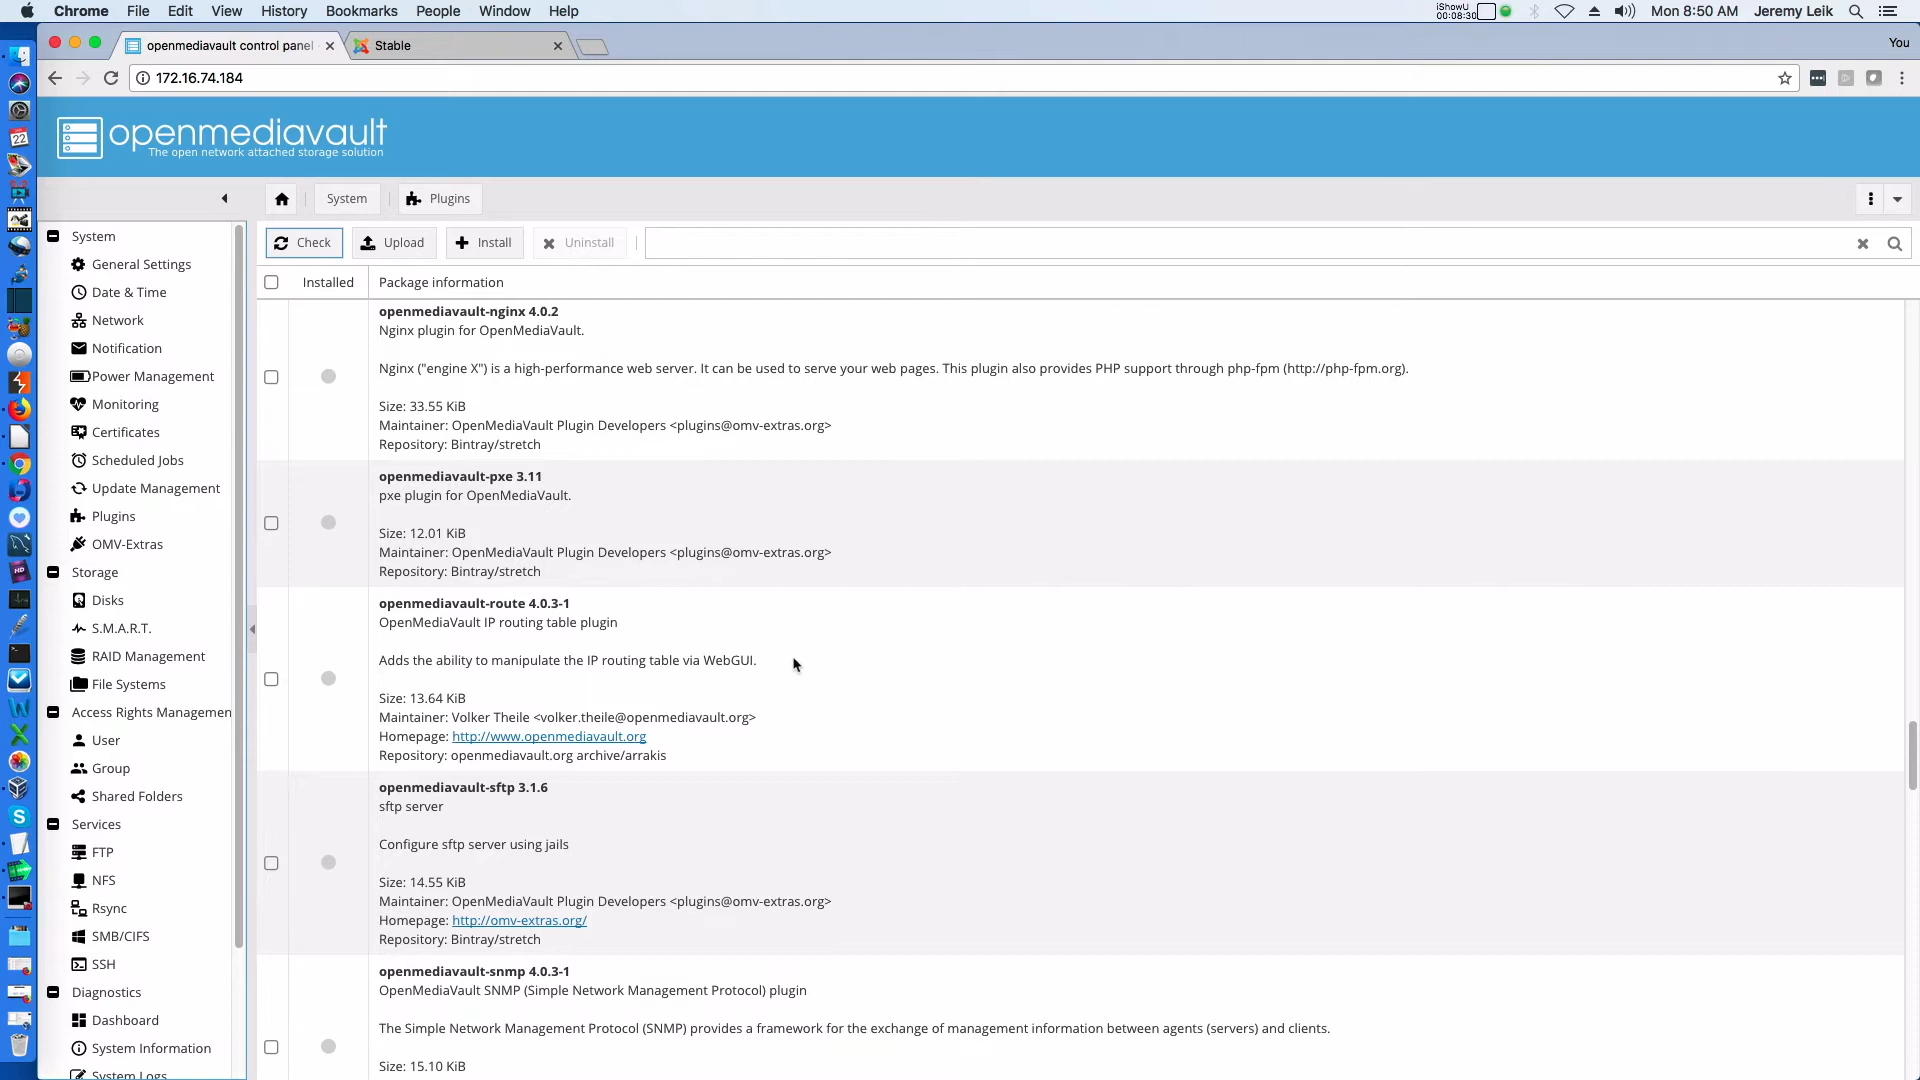 Chrome File Edit View History Bookmarks People Window Help
iShowU
00:08:30
Mon 8:50 AM Jeremy Leik
openmediavault control panel
Stable
You
172.16.74.184
openmediavault
The open network attached storage solution
System
Plugins
Check
Upload
Install
Uninstall
Installed
Package information
System
General Settings
Date & Time
Network
Notification
Power Management
Monitoring
Certificates
Scheduled Jobs
Update Management
Plugins
OMV-Extras
Storage
Disks
S.M.A.R.T.
RAID Management
File Systems
Access Rights Managemen
User
Group
Shared Folders
Services
FTP
NFS
Rsync
SMB/CIFS
SSH
Diagnostics
Dashboard
System Information
System Logs
openmediavault-nginx 4.0.2
Nginx plugin for OpenMediaVault.
Nginx ("engine X") is a high-performance web server. It can be used to serve your web pages. This plugin also provides PHP support through php-fpm (http://php-fpm.org).
Size: 33.55 KiB
Maintainer: OpenMediaVault Plugin Developers <plugins@omv-extras.org>
Repository: Bintray/stretch
openmediavault-pxe 3.11
pxe plugin for OpenMediaVault.
Size: 12.01 KiB
Maintainer: OpenMediaVault Plugin Developers <plugins@omv-extras.org>
Repository: Bintray/stretch
openmediavault-route 4.0.3-1
OpenMediaVault IP routing table plugin
Adds the ability to manipulate the IP routing table via WebGUI.
Size: 13.64 KiB
Maintainer: Volker Theile <volker.theile@openmediavault.org>
Homepage: http://www.openmediavault.org
Repository: openmediavault.org archive/arrakis
openmediavault-sftp 3.1.6
sftp server
Configure sftp server using jails
Size: 14.55 KiB
Maintainer: OpenMediaVault Plugin Developers <plugins@omv-extras.org>
Homepage: http://omv-extras.org/
Repository: Bintray/stretch
openmediavault-snmp 4.0.3-1
OpenMediaVault SNMP (Simple Network Management Protocol) plugin
The Simple Network Management Protocol (SNMP) provides a framework for the exchange of management information between agents (servers) and clients.
Size: 15.10 KiB